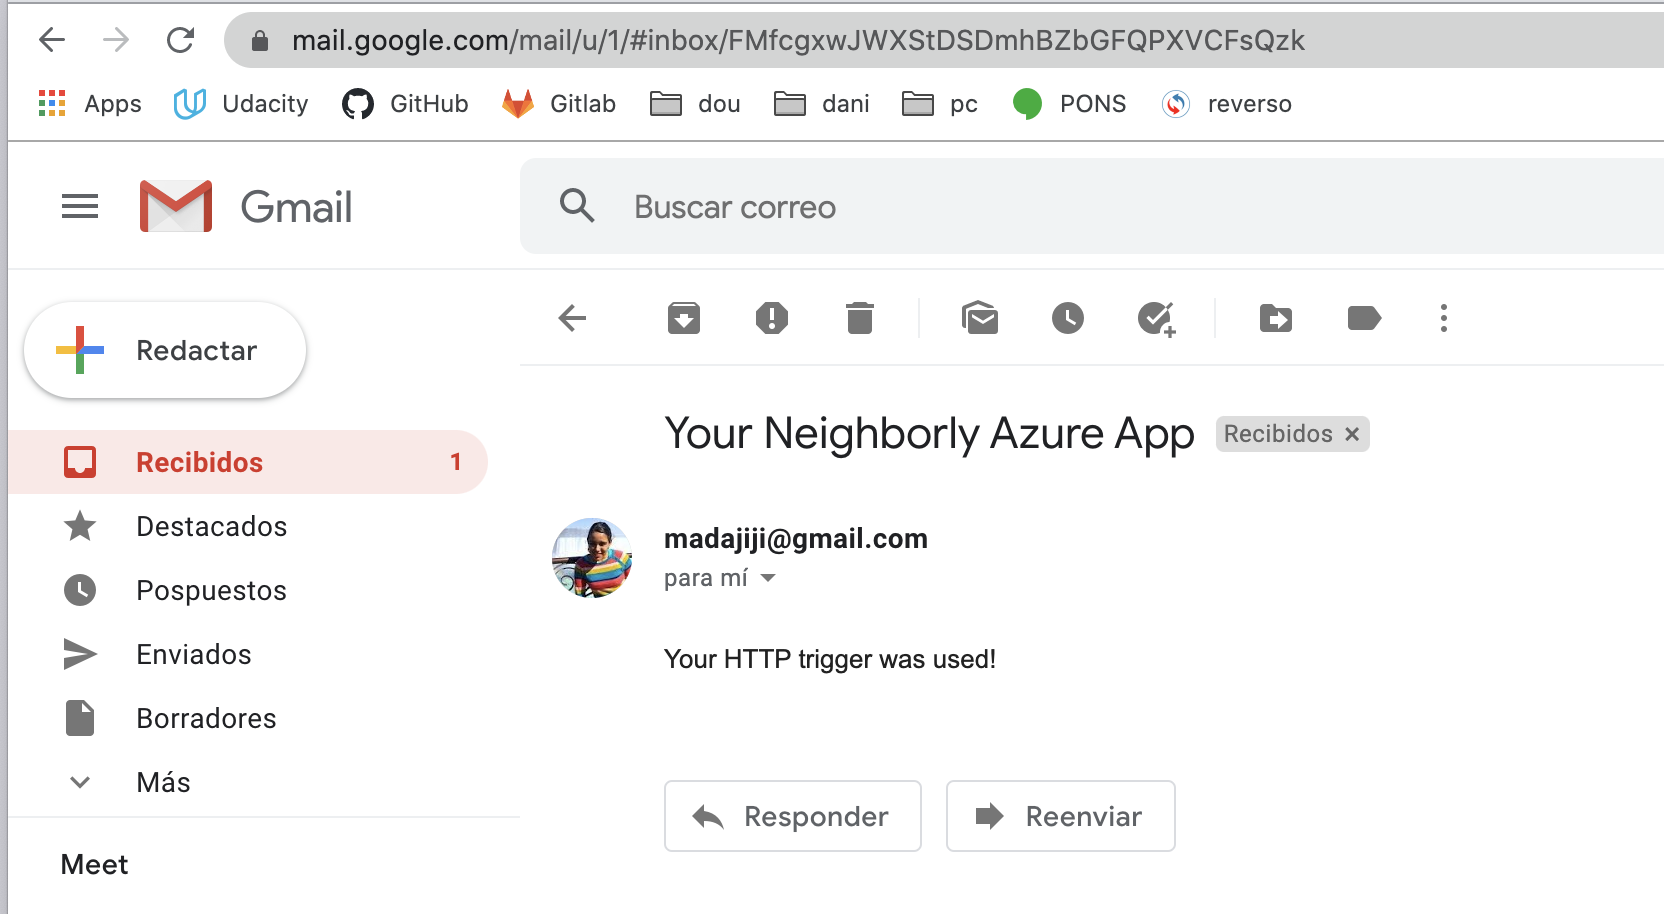 mail.google.com/mail/u/1/#inbox/FMfcgxwJWXStDSDmhBZbGFQPXVCFsQzk
Apps Udacity GitHub Gitlab dou dani pc PONS reverso
Gmail
Buscar correo
Redactar
Recibidos 1
Destacados
Pospuestos
Enviados
Borradores
Más
Meet
Your Neighborly Azure App Recibidos ×
madajiji@gmail.com
para mí
Your HTTP trigger was used!
Responder Reenviar